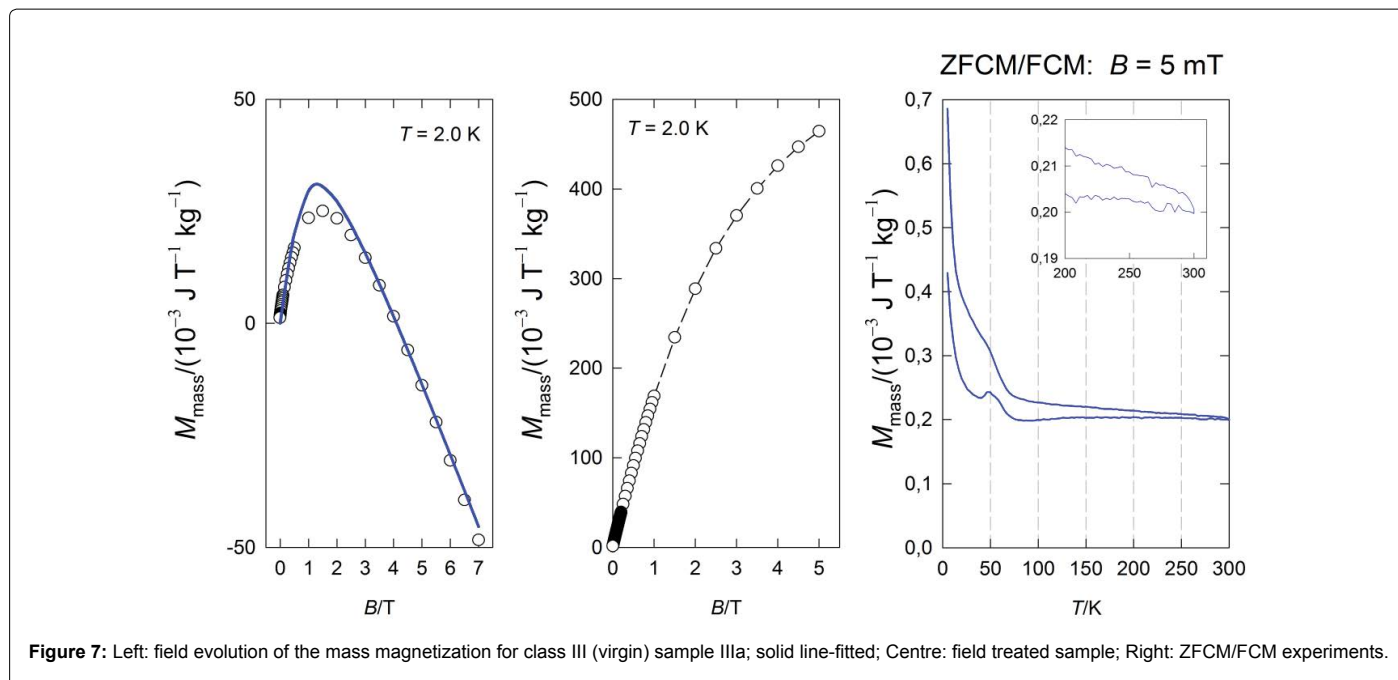 ZFCM/FCM: B = 5 mT
50
0
-50
M_mass/(10⁻³ J T⁻¹ kg⁻¹)
T = 2.0 K
0 1 2 3 4 5 6 7
B/T
500
400
300
200
100
0
M_mass/(10⁻³ J T⁻¹ kg⁻¹)
T = 2.0 K
0 1 2 3 4 5
B/T
0,7
0,6
0,5
0,4
0,3
0,2
0,1
0,0
M_mass/(10⁻³ J T⁻¹ kg⁻¹)
0,22
0,21
0,20
0,19
200 250 300
0 50 100 150 200 250 300
T/K
Figure 7: Left: field evolution of the mass magnetization for class III (virgin) sample IIIa; solid line-fitted; Centre: field treated sample; Right: ZFCM/FCM experiments.